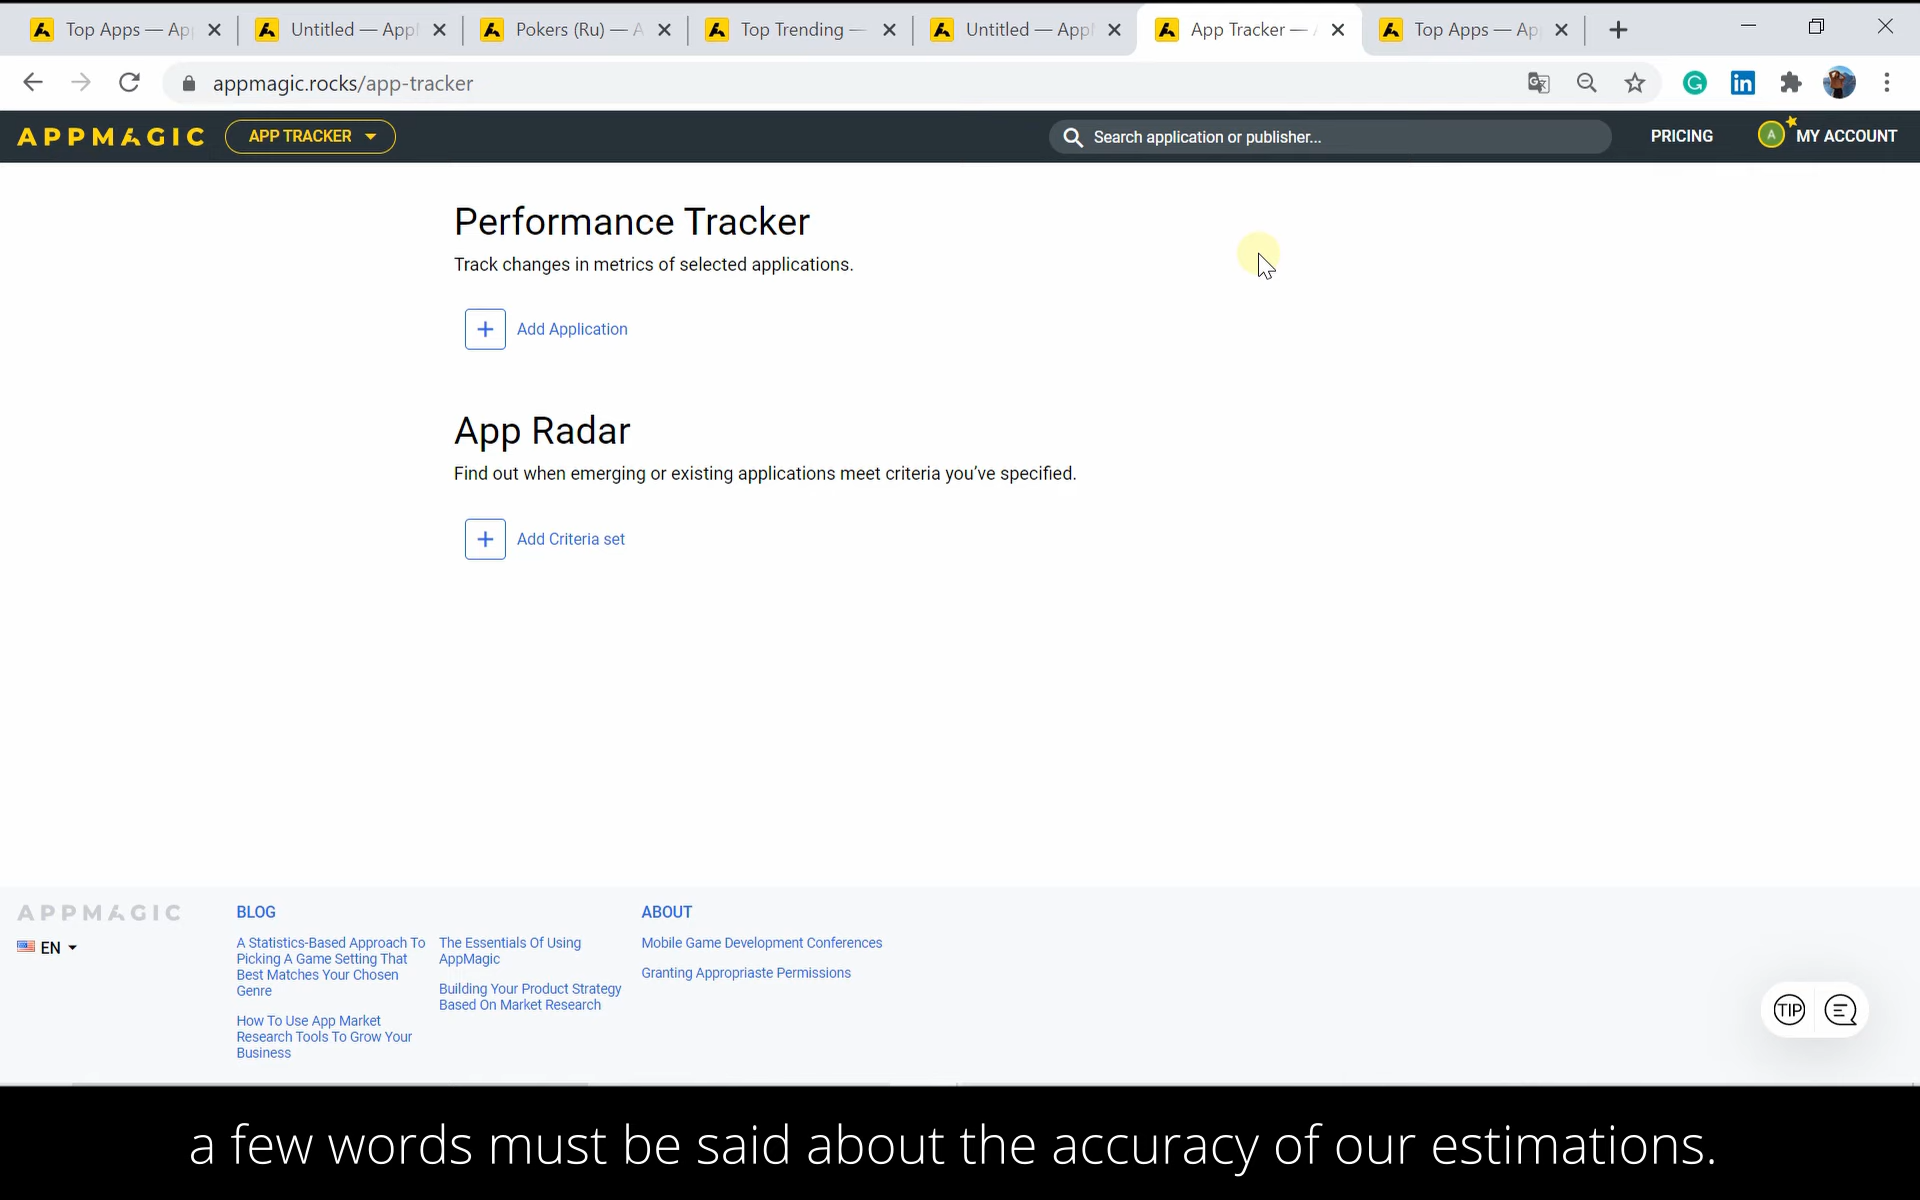 Top Apps — Ap
Untitled — App
Pokers (Ru) — A
Top Trending —
Untitled — App
App Tracker —
Top Apps — Ap
appmagic.rocks/app-tracker
APPMAGIC
APP TRACKER
Search application or publisher...
PRICING
A
MY ACCOUNT
Performance Tracker
Track changes in metrics of selected applications.
Add Application
App Radar
Find out when emerging or existing applications meet criteria you've specified.
Add Criteria set
APPMAGIC
EN
BLOG
A Statistics-Based Approach To
Picking A Game Setting That
Best Matches Your Chosen
Genre
How To Use App Market
Research Tools To Grow Your
Business
The Essentials Of Using
AppMagic
Building Your Product Strategy
Based On Market Research
ABOUT
Mobile Game Development Conferences
Granting Appropriaste Permissions
TIP
a few words must be said about the accuracy of our estimations.